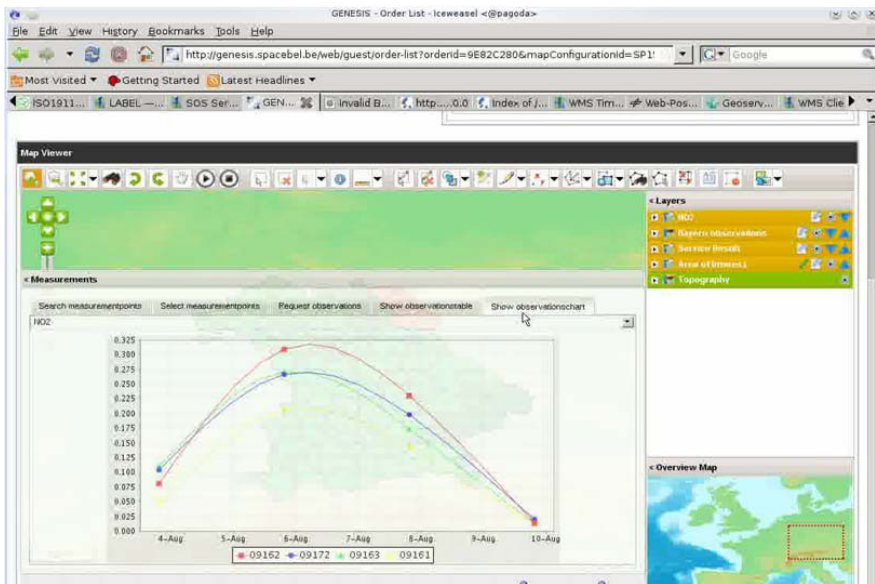 GENESIS - Order List - Iceweasel <@pagoda>
File Edit View History Bookmarks Tools Help
http://genesis.spacebel.be/web/guest/order-list?orderId=9E82C280&mapConfigurationId=SP1
Google
Most Visited Getting Started Latest Headlines
ISO1911... LABEL —... SOS Ser... GEN... Invalid B... http:....0.0 Index of /... WMS Tim... Web-Pos... Geoserv... WMS Clie
Map Viewer
< Layers
NO2
Bayern observations
Service Result
Area of Interest1
Topography
< Measurements
Search measurementpoints Select measurementpoints Request observations Show observationstable Show observationschart
NO2
0.325
0.300
0.250
0.225
0.200
0.175
0.150
0.125
0.100
0.075
0.050
0.025
0.000
4-Aug 5-Aug 6-Aug 7-Aug 8-Aug 9-Aug 10-Aug
09162 09172 09163 09161
< Overview Map